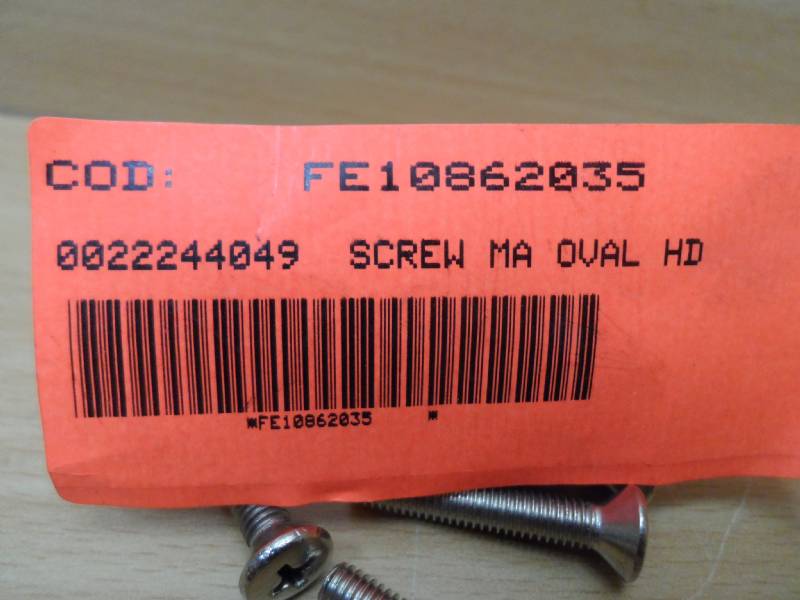 COD: FE10862035
0022244049 SCREW MA OVAL HD
*FE10862035 *